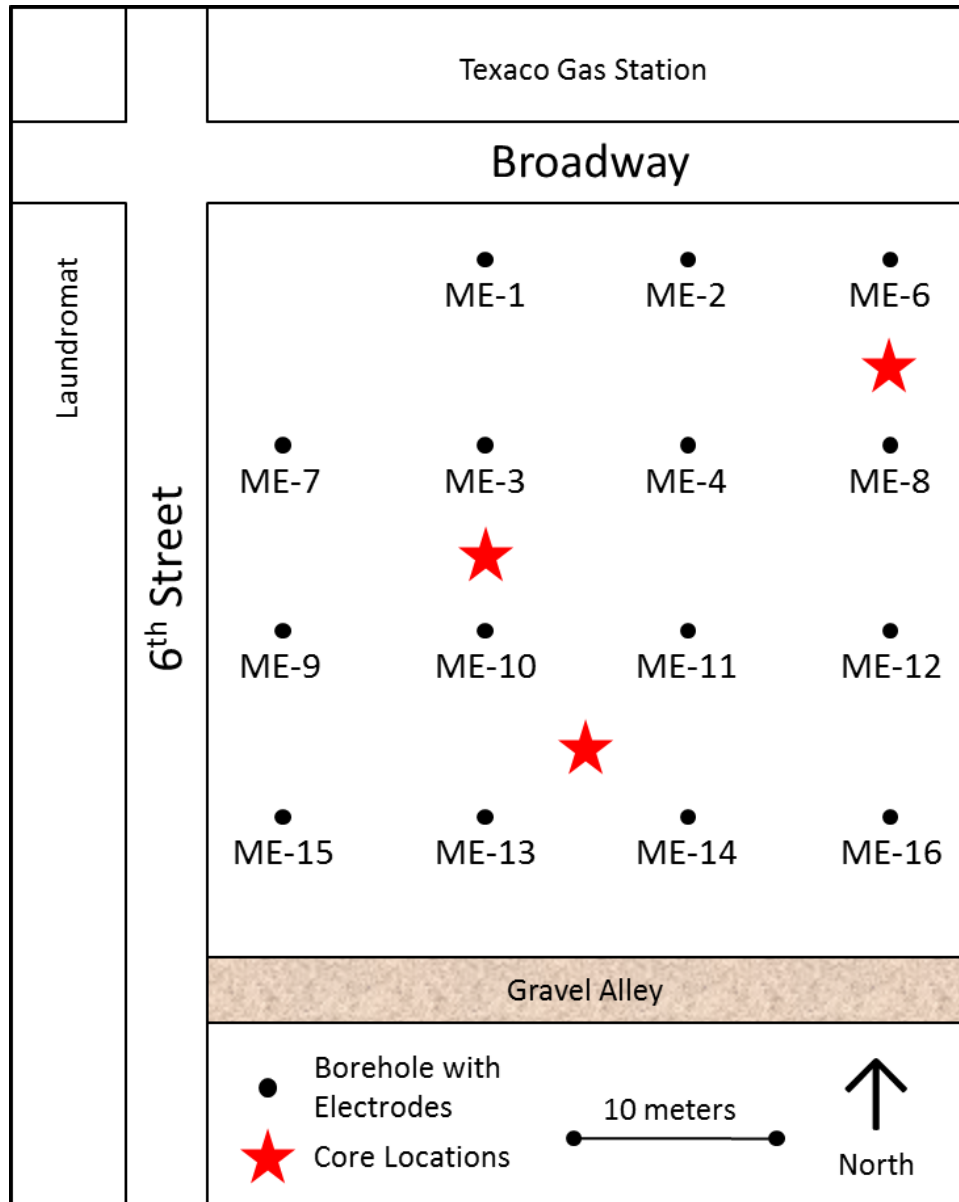 Texaco Gas Station
Broadway
Laundromat
6th Street
ME-1 ME-2 ME-6
ME-7 ME-3 ME-4 ME-8
ME-9 ME-10 ME-11 ME-12
ME-15 ME-13 ME-14 ME-16
Gravel Alley
Borehole with
Electrodes
Core Locations
10 meters
North